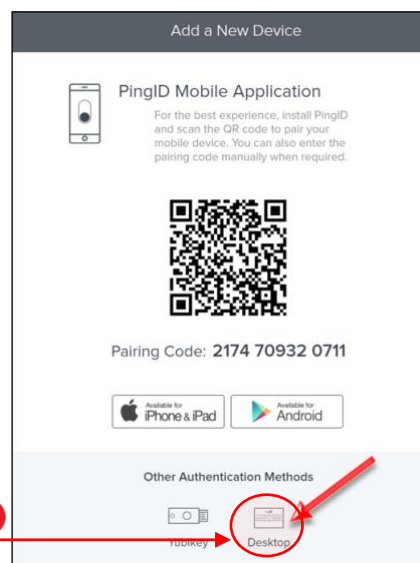 Add a New Device
PingID Mobile Application
For the best experience, install PingID
and scan the QR code to pair your
mobile device. You can also enter the
pairing code manually when required.
Pairing Code: 2174 70932 0711
Available for
iPhone & iPad
Available for
Android
Other Authentication Methods
Yubikey
Desktop